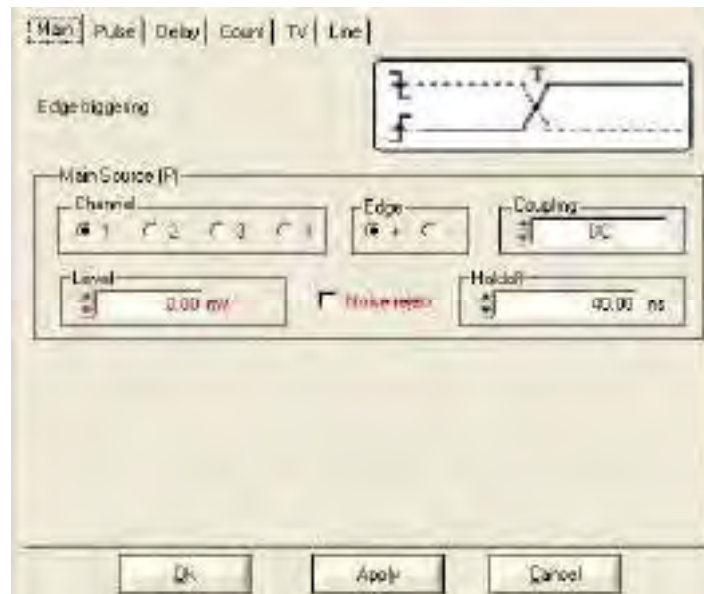 Main Pulse Delay Count TV Line
T
Edge triggering
Main Source (P)
Channel
1 2 3 4
Edge
+ -
Coupling
DC
Level
0.00 mV
Noise reject
Holdoff
40.00 ns
Ok Apply Cancel